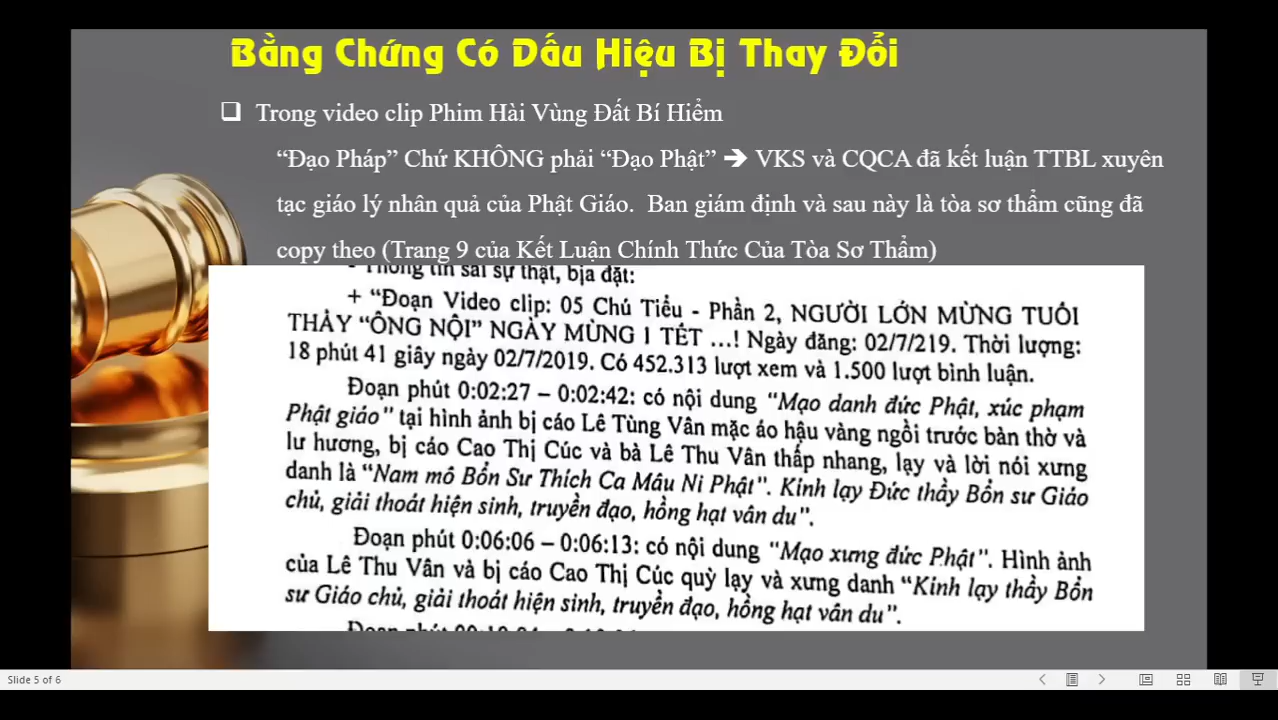 Bằng Chứng Có Dấu Hiệu Bị Thay Đổi
Trong video clip Phim Hài Vùng Đất Bí Hiểm
“Đạo Pháp” Chứ KHÔNG phải “Đạo Phật” ➔ VKS và CQCA đã kết luận TTBL xuyên
tạc giáo lý nhân quả của Phật Giáo. Ban giám định và sau này là tòa sơ thẩm cũng đã
copy theo (Trang 9 của Kết Luận Chính Thức Của Tòa Sơ Thẩm)
- Thông tin sai sự thật, bịa đặt:
+ “Đoạn Video clip: 05 Chú Tiểu - Phần 2, NGƯỜI LỚN MỪNG TUỔI
THẦY “ÔNG NỘI” NGÀY MÙNG 1 TẾT ...! Ngày đăng: 02/7/219. Thời lượng:
18 phút 41 giây ngày 02/7/2019. Có 452.313 lượt xem và 1.500 lượt bình luận.
Đoạn phút 0:02:27 – 0:02:42: có nội dung “Mạo danh đức Phật, xúc phạm
Phật giáo” tại hình ảnh bị cáo Lê Tùng Vân mặc áo hậu vàng ngồi trước bàn thờ và
lư hương, bị cáo Cao Thị Cúc và bà Lê Thu Vân thắp nhang, lạy và lời nói xưng
danh là “Nam mô Bổn Sư Thích Ca Mâu Ni Phật”. Kính lạy Đức thầy Bổn sư Giáo
chủ, giải thoát hiện sinh, truyền đạo, hồng hạt vân du”.
Đoạn phút 0:06:06 – 0:06:13: có nội dung “Mạo xưng đức Phật”. Hình ảnh
của Lê Thu Vân và bị cáo Cao Thị Cúc quỳ lạy và xưng danh “Kính lạy thầy Bổn
sư Giáo chủ, giải thoát hiện sinh, truyền đạo, hồng hạt vân du”.
Đoạn phút
Slide 5 of 6